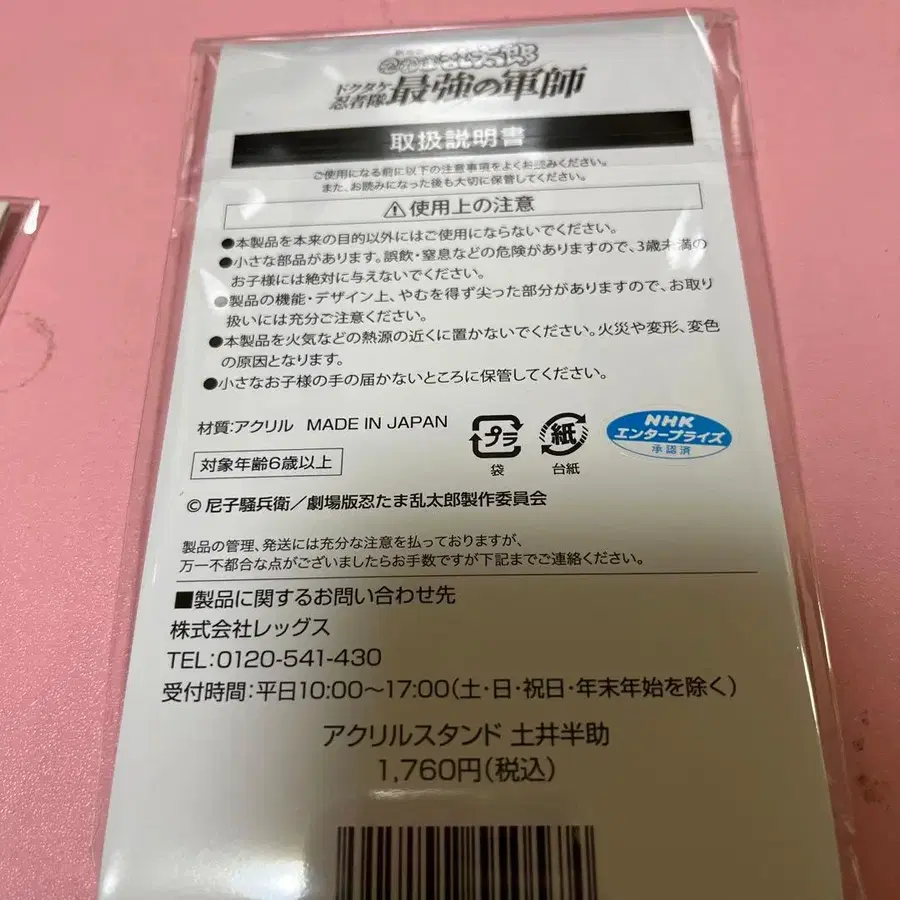 忍たま乱太郎
ドクタケ忍者隊 最強の軍師
取扱説明書
ご使用になる前に以下の注意事項をよくお読みください。
また、お読みになった後も大切に保管してください。
使用上の注意
●本製品を本来の目的以外にはご使用にならないでください。
●小さな部品があります。誤飲・窒息などの危険がありますので、3歳未満の
お子様には絶対に与えないでください。
●製品の機能・デザイン上、やむを得ず尖った部分がありますので、お取り
扱いには充分ご注意ください。
●本製品を火気などの熱源の近くに置かないでください。火災や変形、変色
の原因となります。
●小さなお子様の手の届かないところに保管してください。
材質:アクリル MADE IN JAPAN
プラ
袋
紙
台紙
NHK
エンタープライズ
承認済
対象年齢6歳以上
© 尼子騒兵衛/劇場版忍たま乱太郎製作委員会
製品の管理、発送には充分な注意を払っておりますが、
万一不都合な点がございましたらお手数ですが下記までご連絡ください。
■製品に関するお問い合わせ先
株式会社レッグス
TEL:0120-541-430
受付時間:平日10:00~17:00(土・日・祝日・年末年始を除く)
アクリルスタンド 土井半助
1,760円(税込)